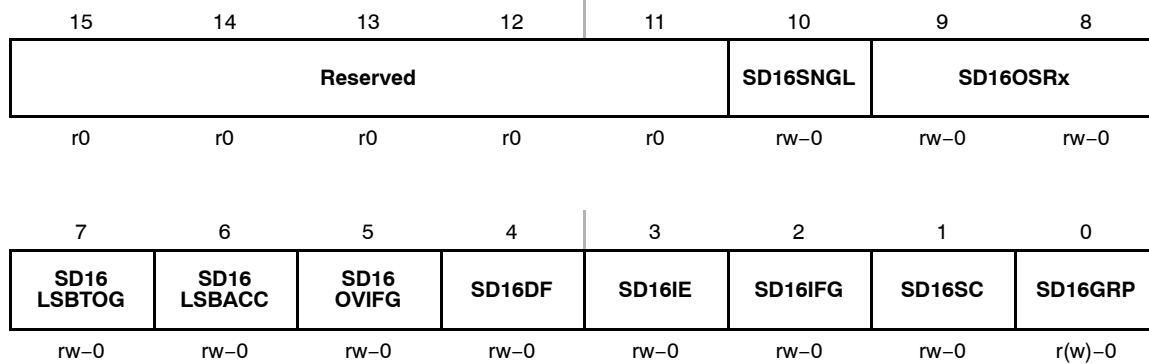 15 14 13 12 11 10 9 8
Reserved SD16SNGL SD16OSRx
r0 r0 r0 r0 r0 rw−0 rw−0 rw−0
7 6 5 4 3 2 1 0
SD16 LSBTOG SD16 LSBACC SD16 OVIFG SD16DF SD16IE SD16IFG SD16SC SD16GRP
rw−0 rw−0 rw−0 rw−0 rw−0 rw−0 rw−0 r(w)−0